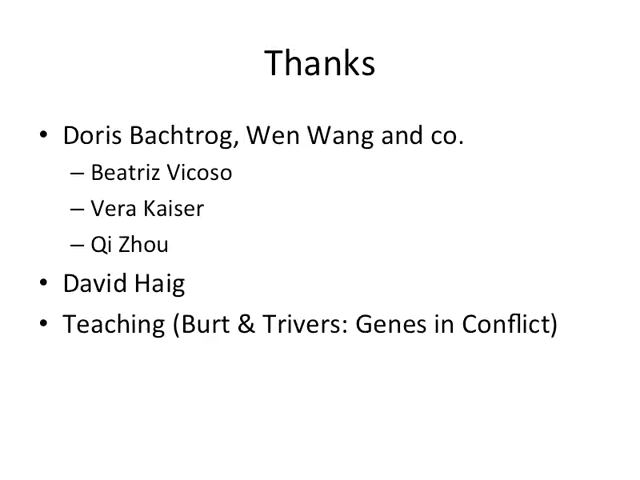 Thanks
• Doris Bachtrog, Wen Wang and co.
– Beatriz Vicoso
– Vera Kaiser
– Qi Zhou
• David Haig
• Teaching (Burt & Trivers: Genes in Conflict)